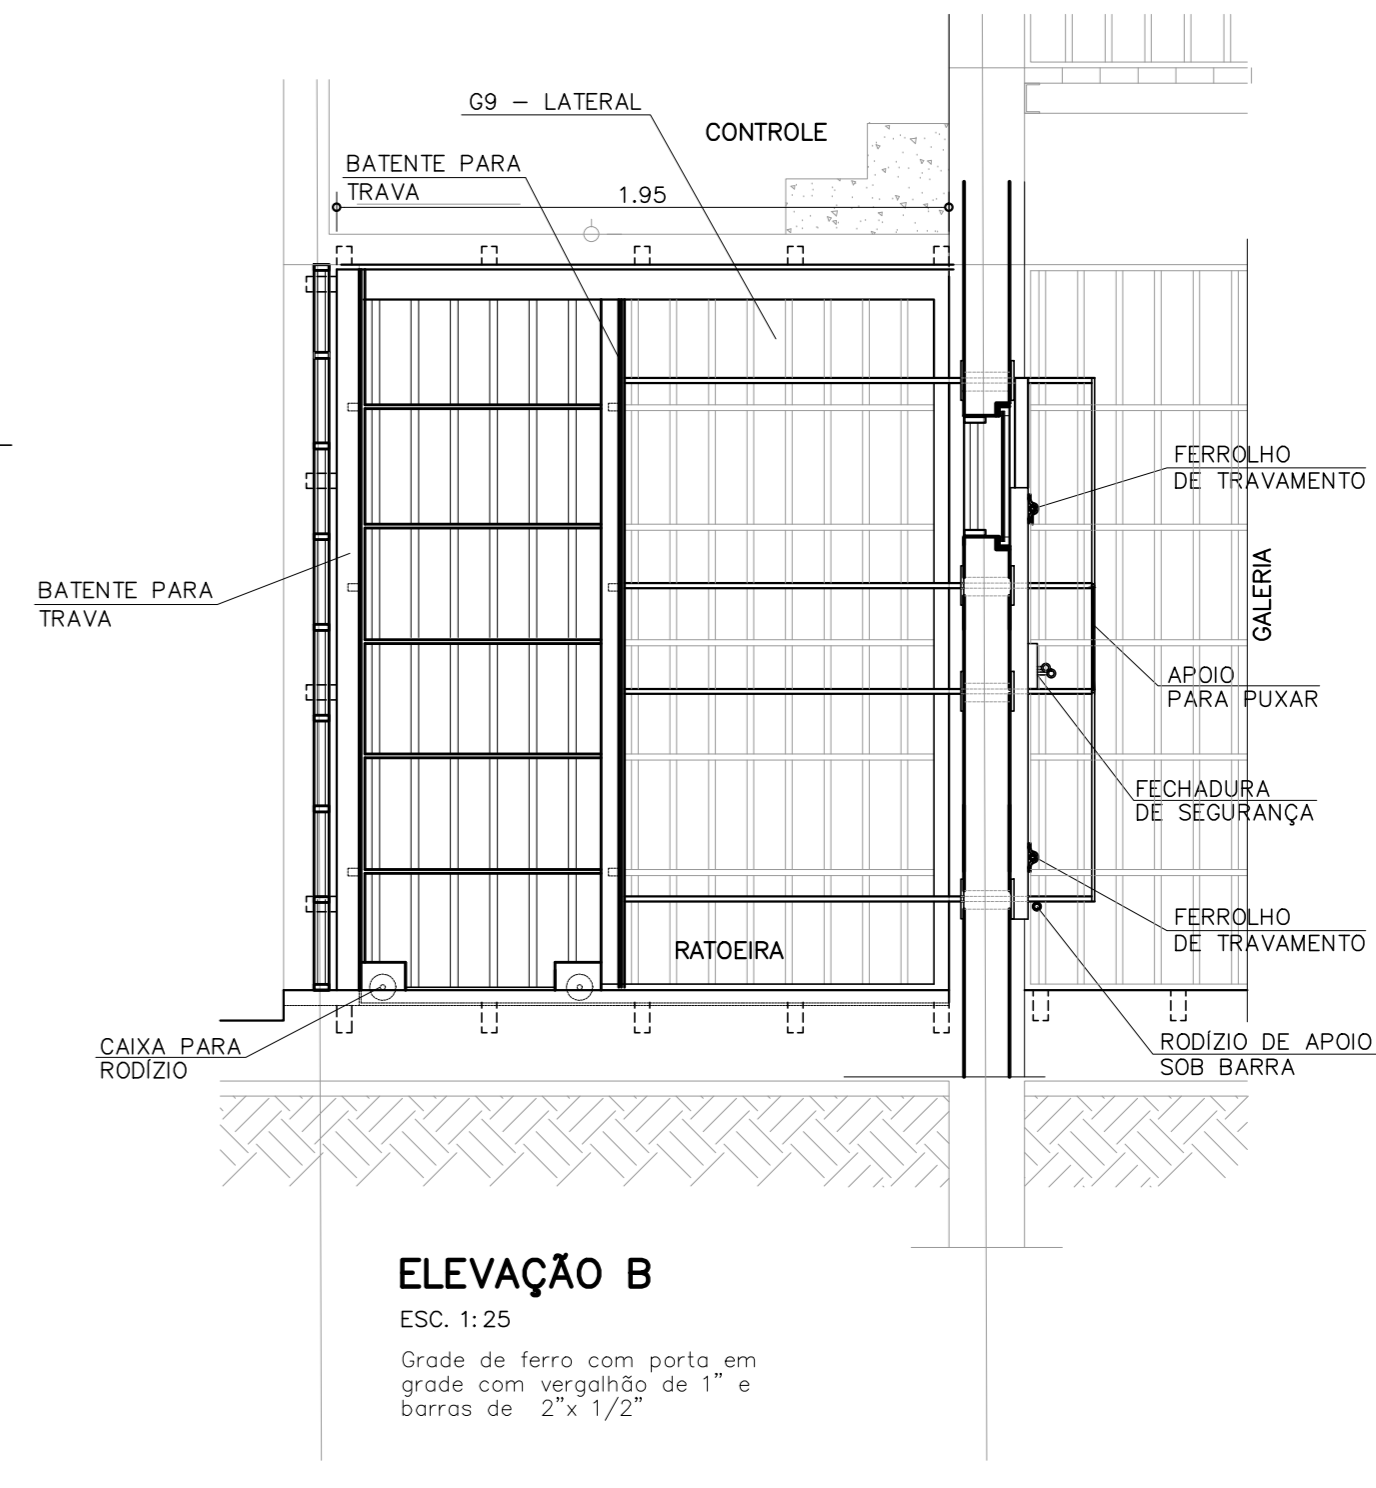 G9 – LATERAL
CONTROLE
BATENTE PARA
TRAVA
1.95
FERROLHO
DE TRAVAMENTO
GALERIA
BATENTE PARA
TRAVA
APOIO
PARA PUXAR
FECHADURA
DE SEGURANÇA
FERROLHO
DE TRAVAMENTO
RATOEIRA
CAIXA PARA
RODÍZIO
RODÍZIO DE APOIO
SOB BARRA
ELEVAÇÃO B
ESC. 1:25
Grade de ferro com porta em
grade com vergalhão de 1” e
barras de 2”x 1/2”